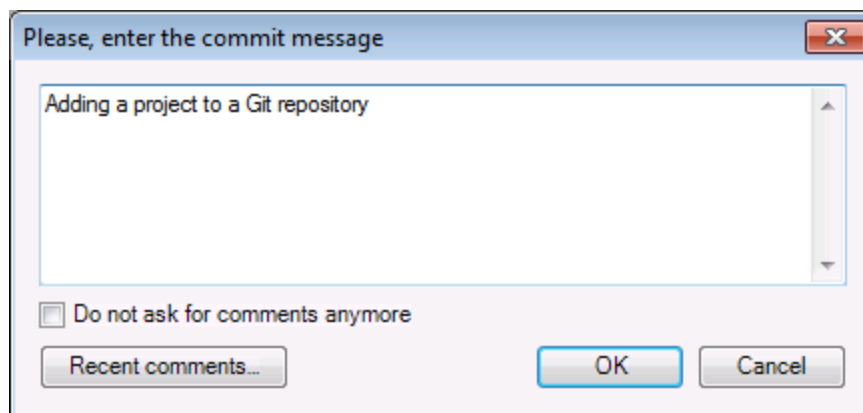 Please, enter the commit message
Adding a project to a Git repository
Do not ask for comments anymore
Recent comments...
OK
Cancel